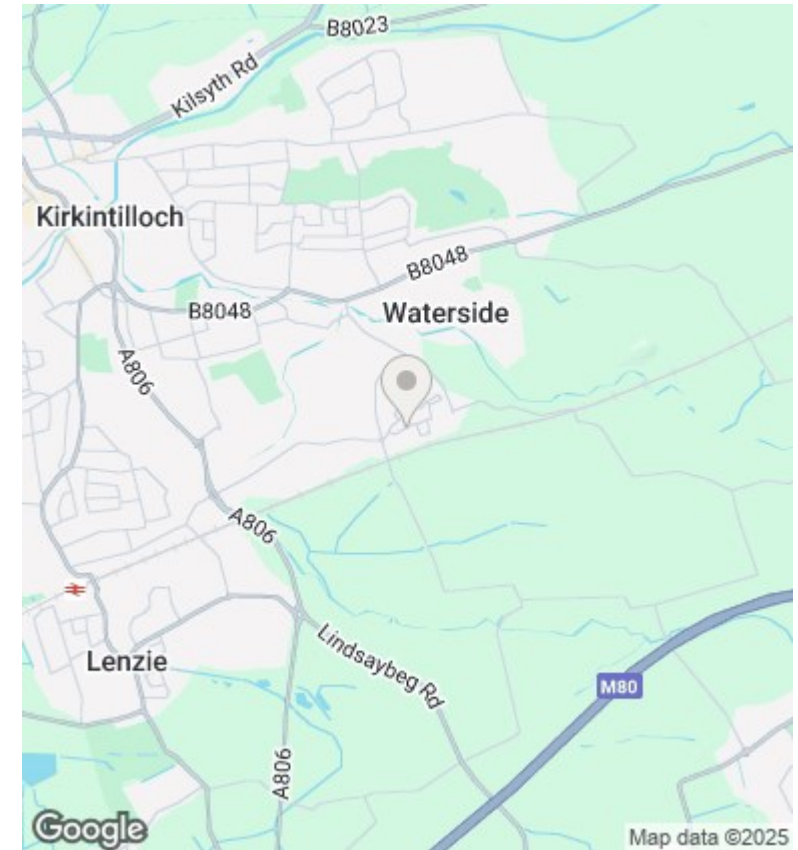 B8023
Kilsyth Rd
Kirkintilloch
B8048
B8048
Waterside
A806
A806
Lindsaybeg Rd
Lenzie
M80
A806
Google
Map data ©2025